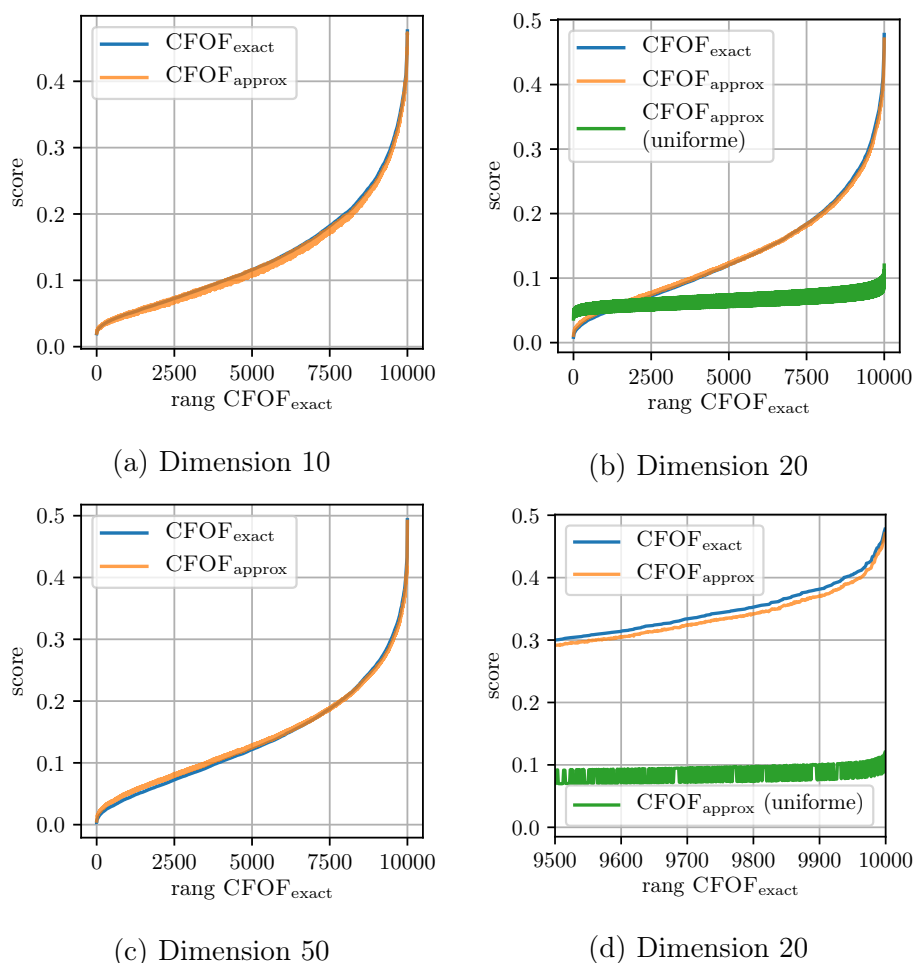 CFOF_exact
CFOF_approx
0.4
0.3
0.2
0.1
0.0
score
0
2500
5000
7500
10000
rang CFOF_exact
(a) Dimension 10
CFOF_exact
CFOF_approx
CFOF_approx
(uniforme)
0.5
0.4
0.3
0.2
0.1
0.0
score
0
2500
5000
7500
10000
rang CFOF_exact
(b) Dimension 20
CFOF_exact
CFOF_approx
0.5
0.4
0.3
0.2
0.1
0.0
score
0
2500
5000
7500
10000
rang CFOF_exact
(c) Dimension 50
CFOF_exact
CFOF_approx
0.5
0.4
0.3
0.2
0.1
0.0
score
CFOF_approx (uniforme)
9500
9600
9700
9800
9900
10000
rang CFOF_exact
(d) Dimension 20